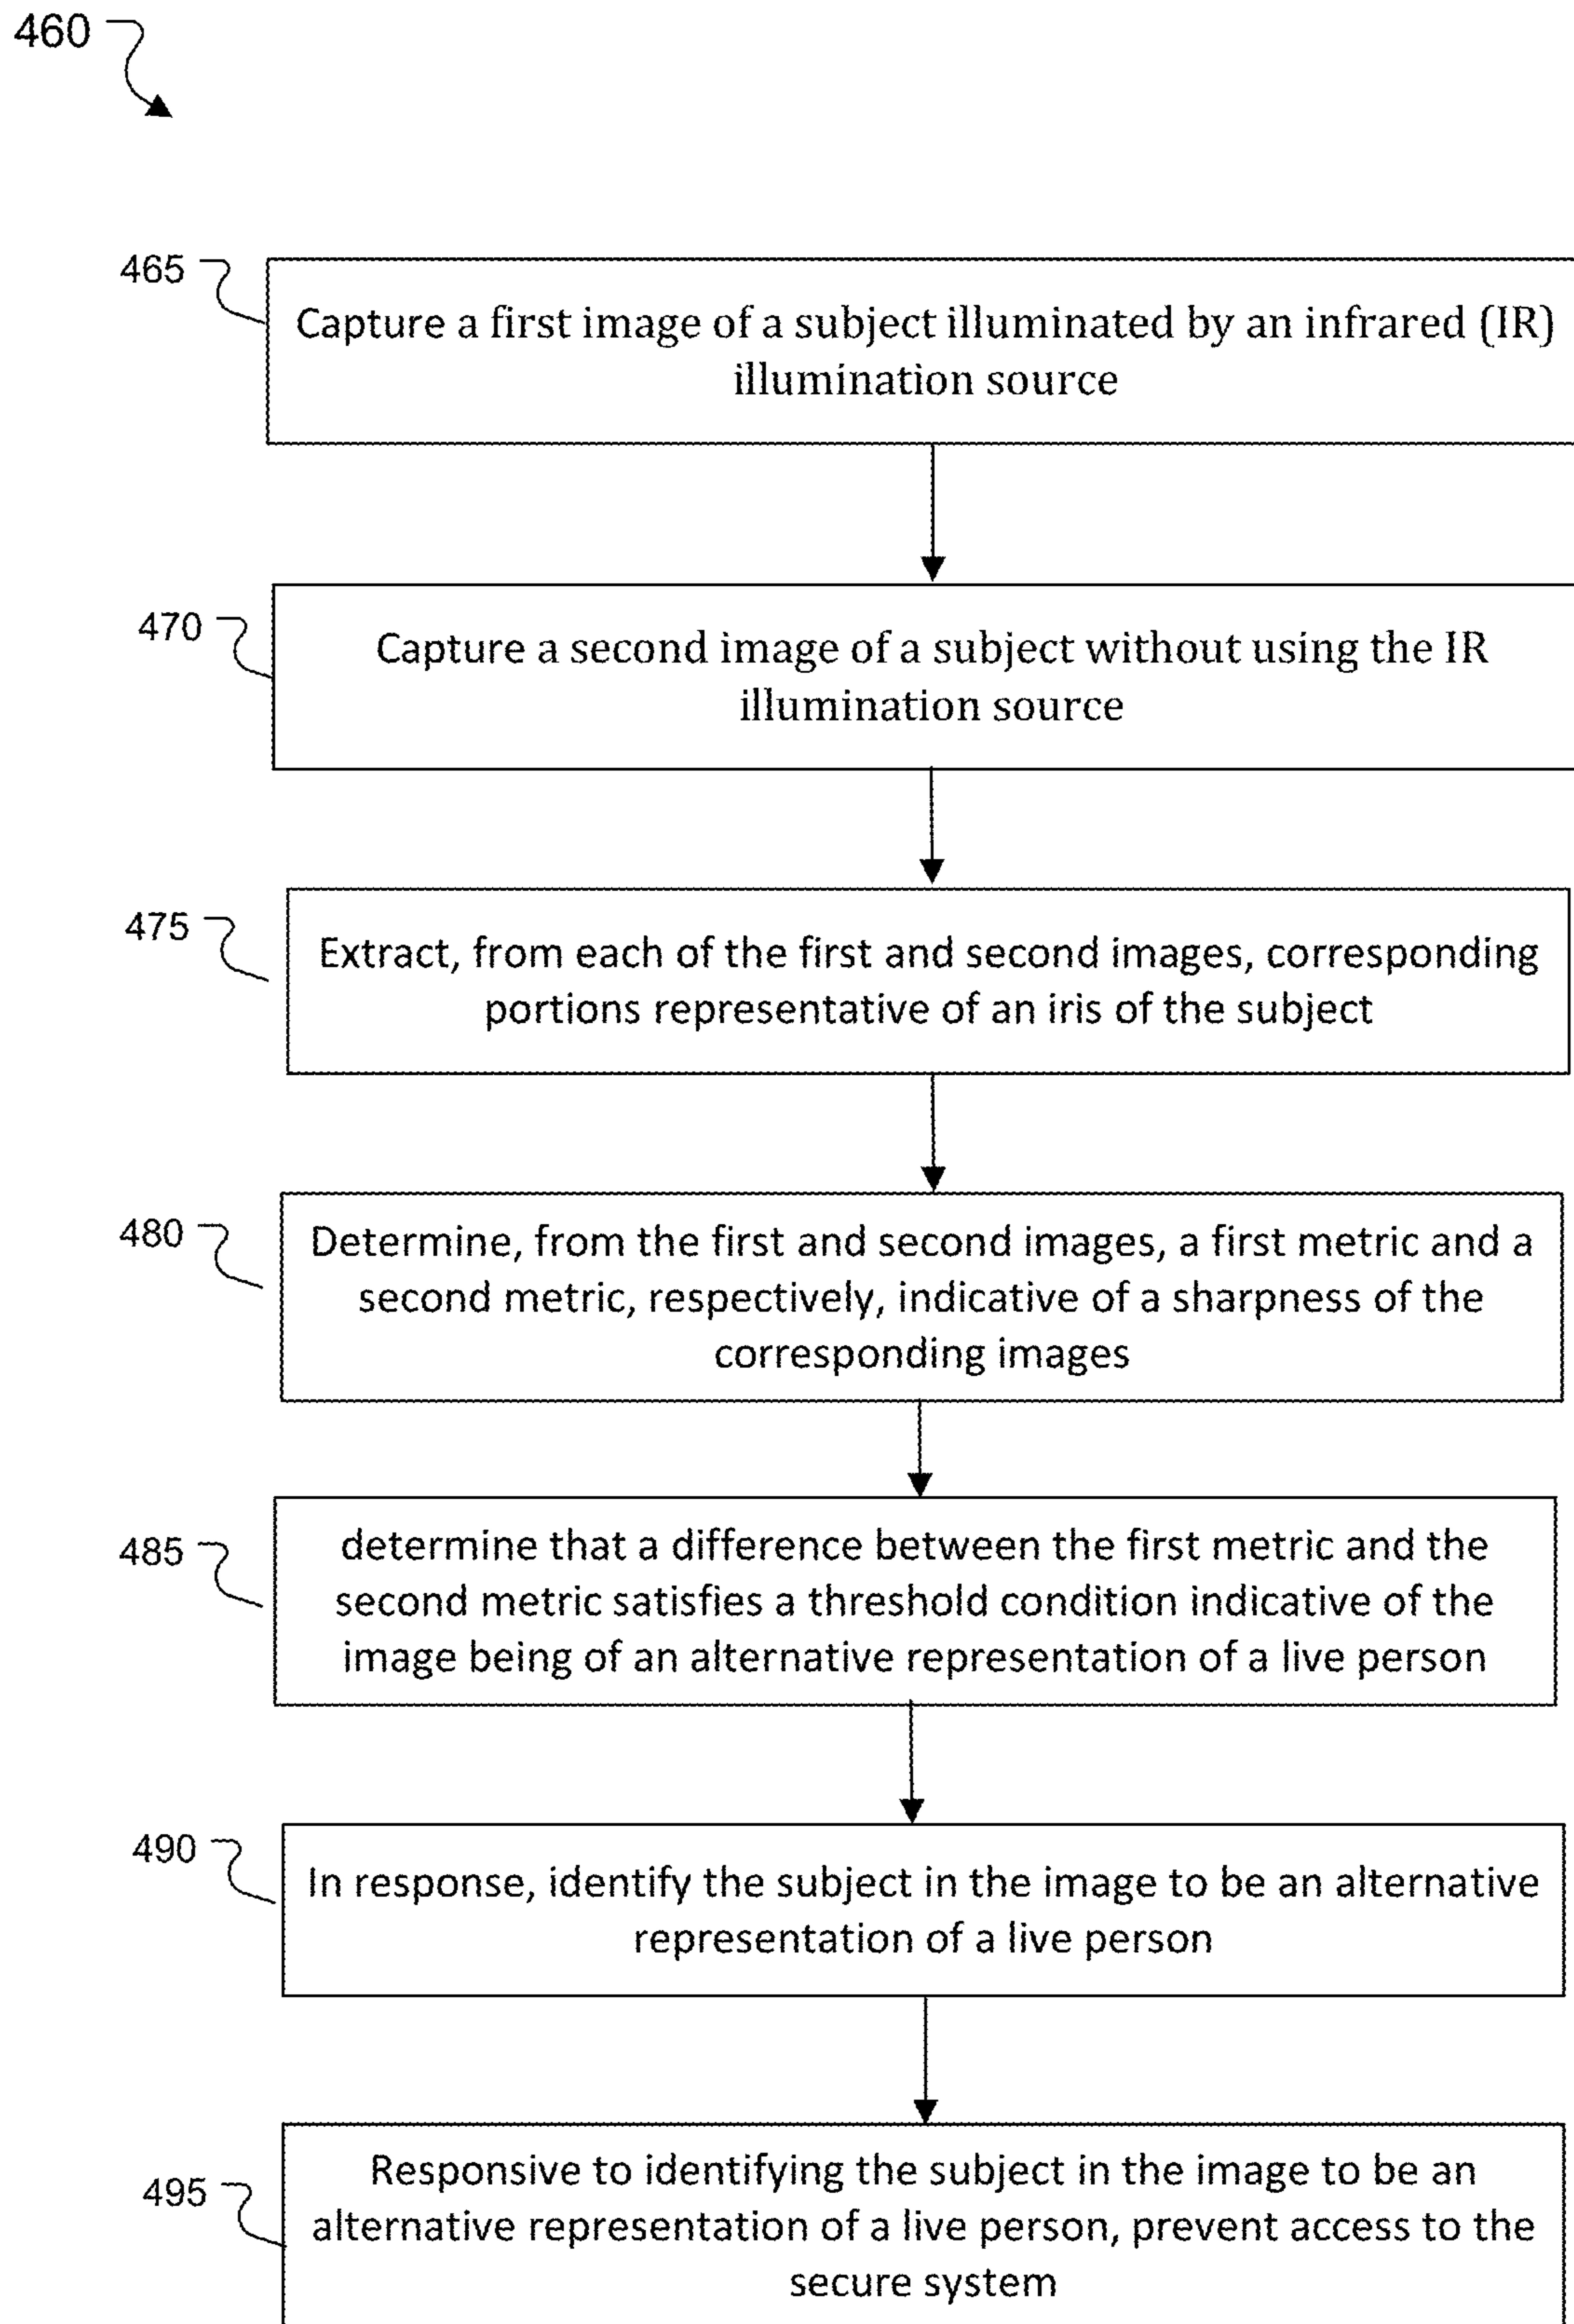 460
465
Capture a first image of a subject illuminated by an infrared (IR)
illumination source
470
Capture a second image of a subject without using the IR
illumination source
475
Extract, from each of the first and second images, corresponding
portions representative of an iris of the subject
480
Determine, from the first and second images, a first metric and a
second metric, respectively, indicative of a sharpness of the
corresponding images
485
determine that a difference between the first metric and the
second metric satisfies a threshold condition indicative of the
image being of an alternative representation of a live person
490
In response, identify the subject in the image to be an alternative
representation of a live person
495
Responsive to identifying the subject in the image to be an
alternative representation of a live person, prevent access to the
secure system